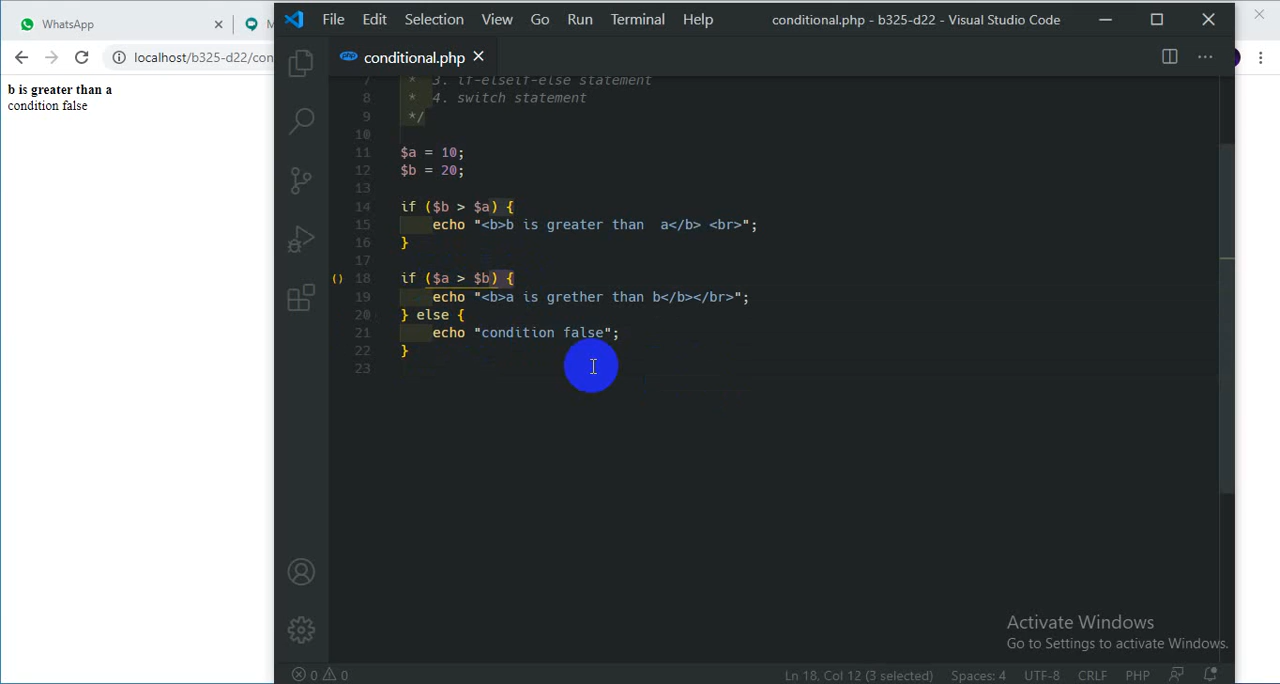 WhatsApp
File Edit Selection View Go Run Terminal Help conditional.php - b325-d22 - Visual Studio Code
localhost/b325-d22/con
conditional.php
b is greater than a
condition false
7 * 3. if-elseif-else statement
8 * 4. switch statement
9 */
10
11 $a = 10;
12 $b = 20;
13
14 if ($b > $a) {
15 echo "<b>b is greater than  a</b> <br>";
16 }
17
18 if ($a > $b) {
19 echo "<b>a is grether than b</b></br>";
20 } else {
21 echo "condition false";
22 }
23
Activate Windows
Go to Settings to activate Windows.
0 0 Ln 18, Col 12 (3 selected) Spaces: 4 UTF-8 CRLF PHP